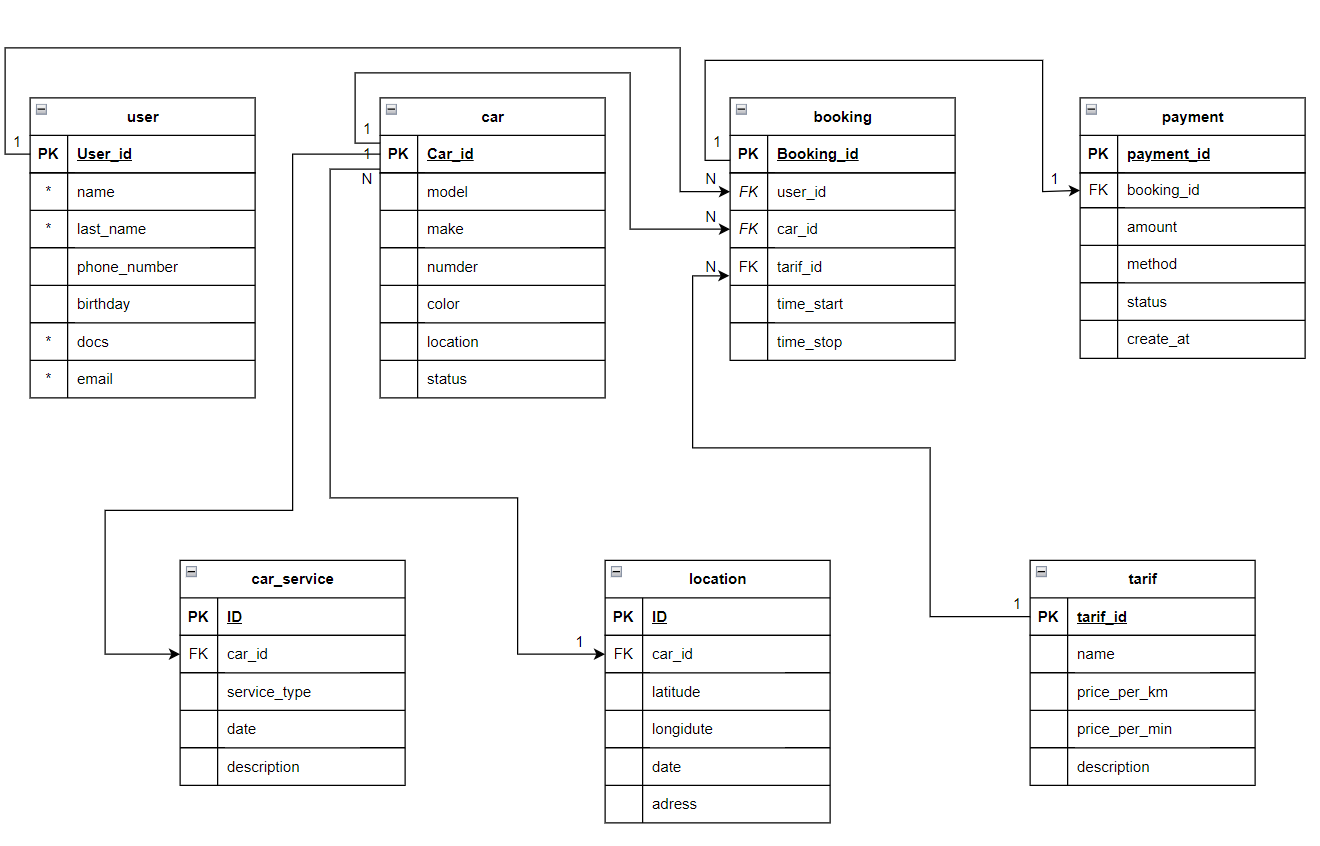 user
1
PK User_id
* name
* last_name
phone_number
birthday
* docs
* email
car
1
1
N
PK Car_id
model
make
numder
color
location
status
booking
1
PK Booking_id
N
FK user_id
N
FK car_id
N
FK tarif_id
time_start
time_stop
payment
PK payment_id
1
FK booking_id
amount
method
status
create_at
car_service
PK ID
FK car_id
service_type
date
description
location
PK ID
1
FK car_id
latitude
longidute
date
adress
tarif
1
PK tarif_id
name
price_per_km
price_per_min
description